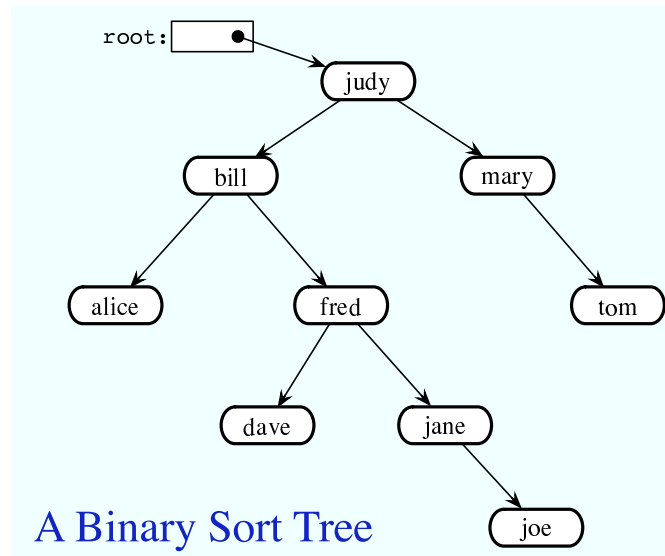 root:
judy
bill
mary
alice
fred
tom
dave
jane
joe
A Binary Sort Tree